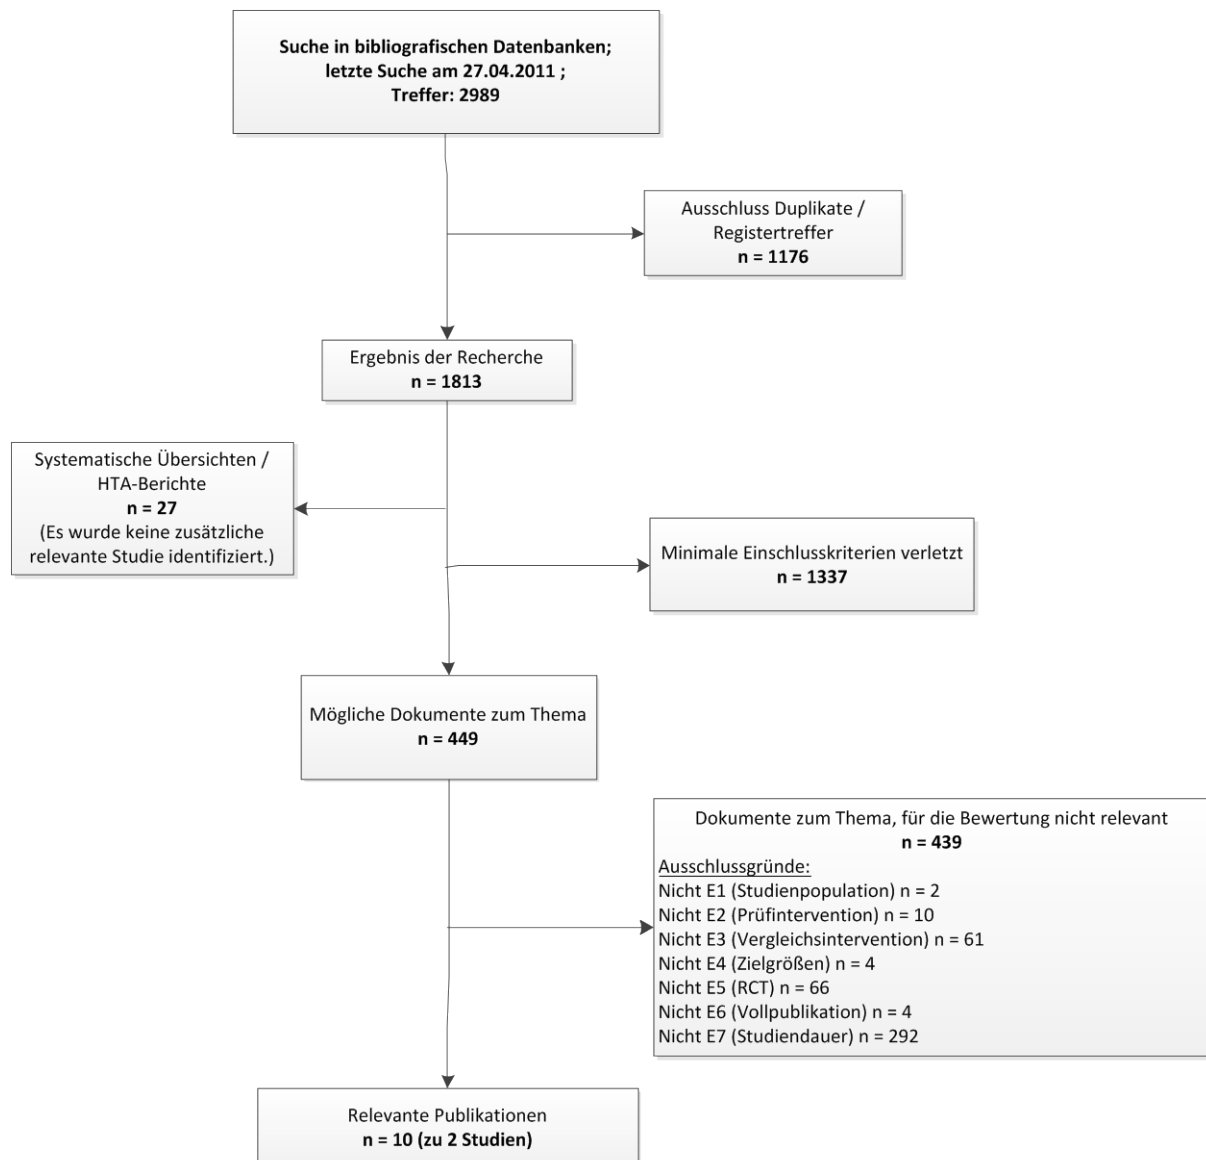 Suche in bibliografischen Datenbanken;
letzte Suche am 27.04.2011 ;
Treffer: 2989
Ausschluss Duplikate /
Registertreffer
n = 1176
Ergebnis der Recherche
n = 1813
Systematische Übersichten /
HTA-Berichte
n = 27
(Es wurde keine zusätzliche
relevante Studie identifiziert.)
Minimale Einschlusskriterien verletzt
n = 1337
Mögliche Dokumente zum Thema
n = 449
Dokumente zum Thema, für die Bewertung nicht relevant
n = 439
Ausschlussgründe:
Nicht E1 (Studienpopulation) n = 2
Nicht E2 (Prüfintervention) n = 10
Nicht E3 (Vergleichsintervention) n = 61
Nicht E4 (Zielgrößen) n = 4
Nicht E5 (RCT) n = 66
Nicht E6 (Vollpublikation) n = 4
Nicht E7 (Studiendauer) n = 292
Relevante Publikationen
n = 10 (zu 2 Studien)